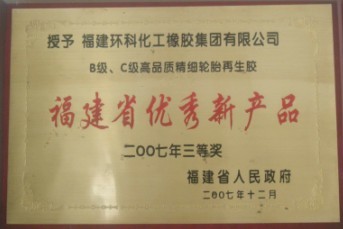 授予 福建环科化工橡胶集团有限公司
B级、C级高品质精细轮胎再生胶
福建省优秀新产品
二〇〇七年三等奖
福建省人民政府
二〇〇七年十二月